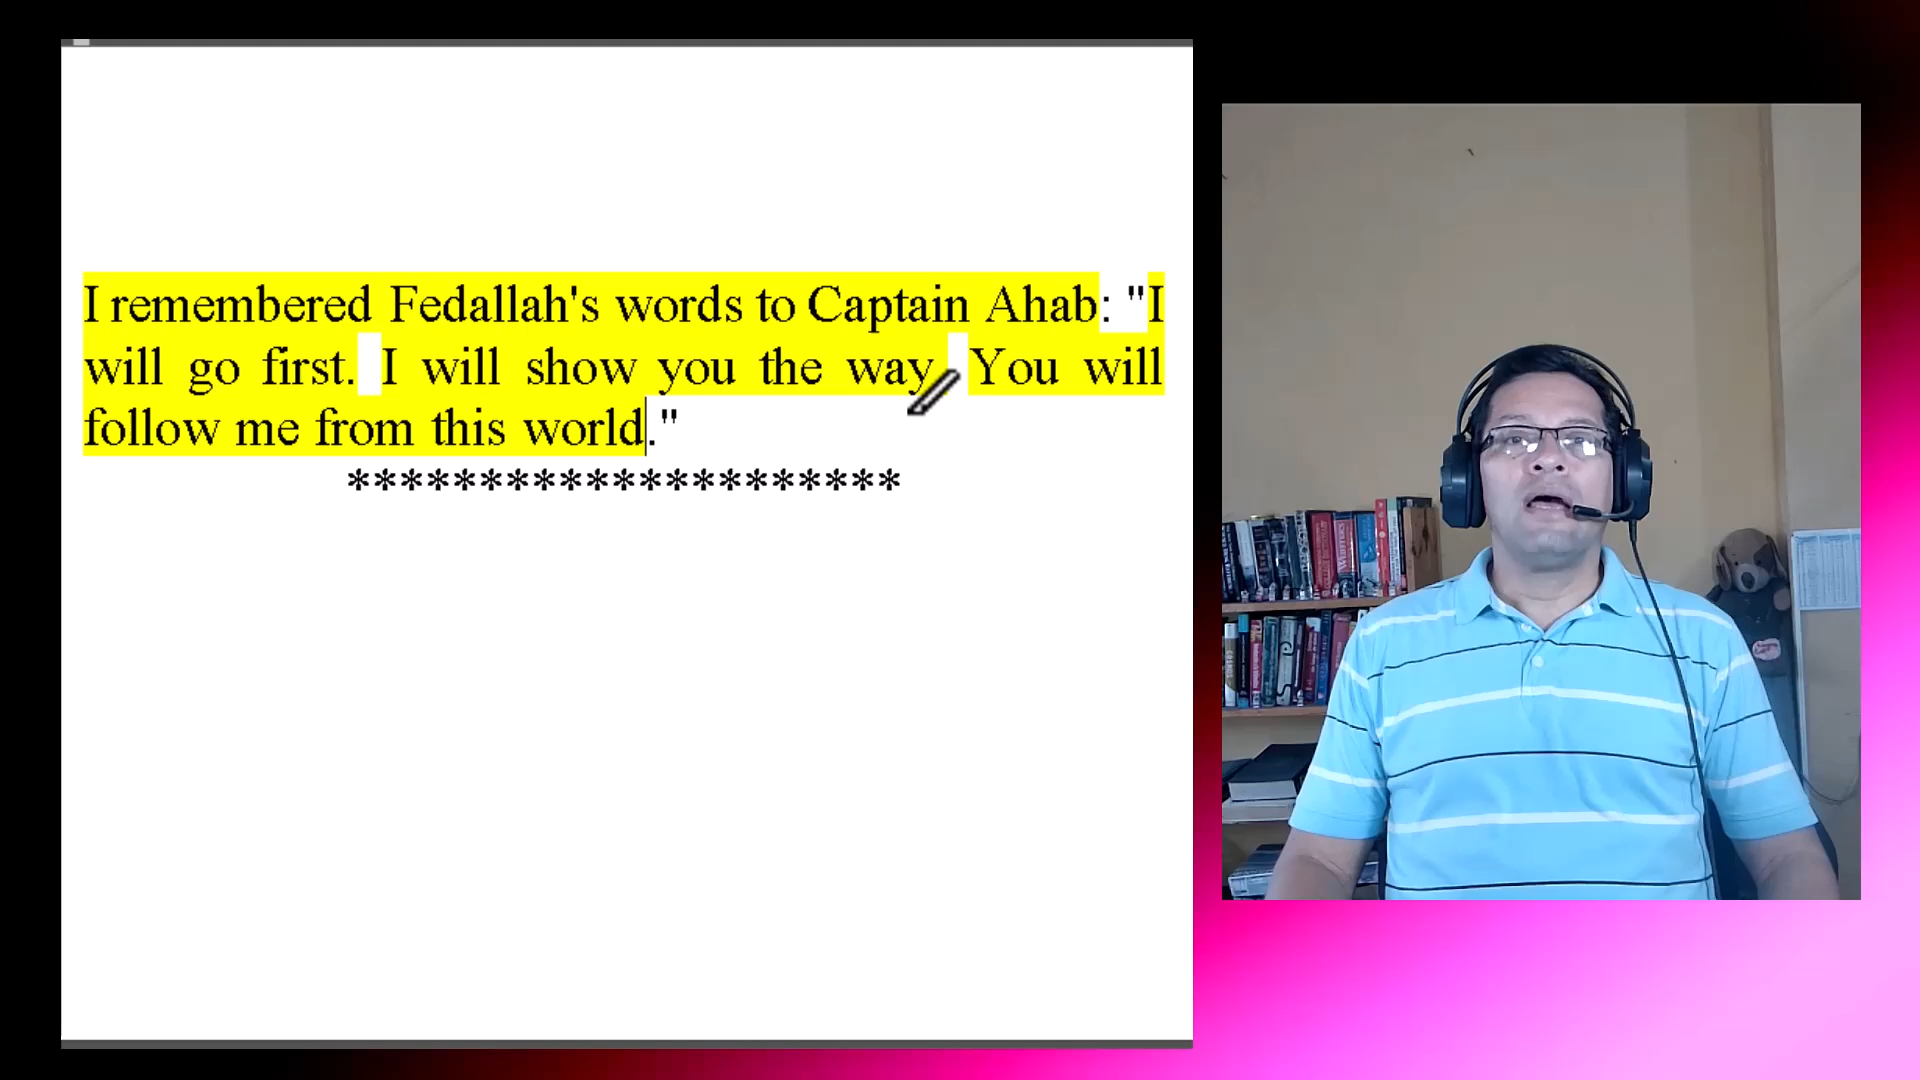 I remembered Fedallah's words to Captain Ahab: "I
will go first. I will show you the way. You will
follow me from this world."
*********************